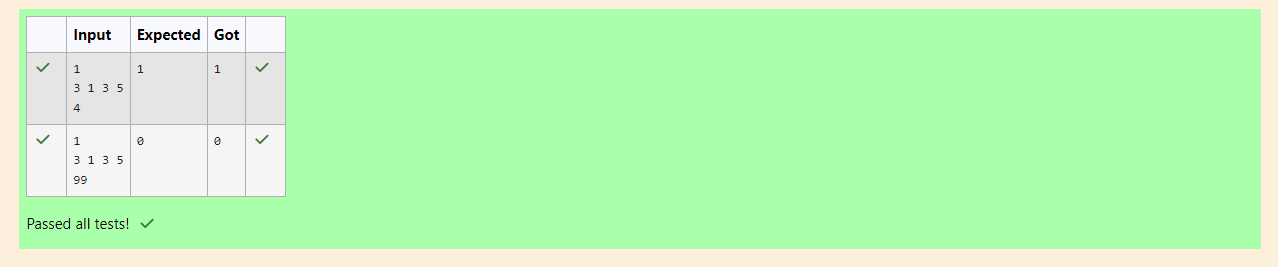 Input Expected Got
1 1 1
3 1 3 5
4
1 0 0
3 1 3 5
99
Passed all tests!